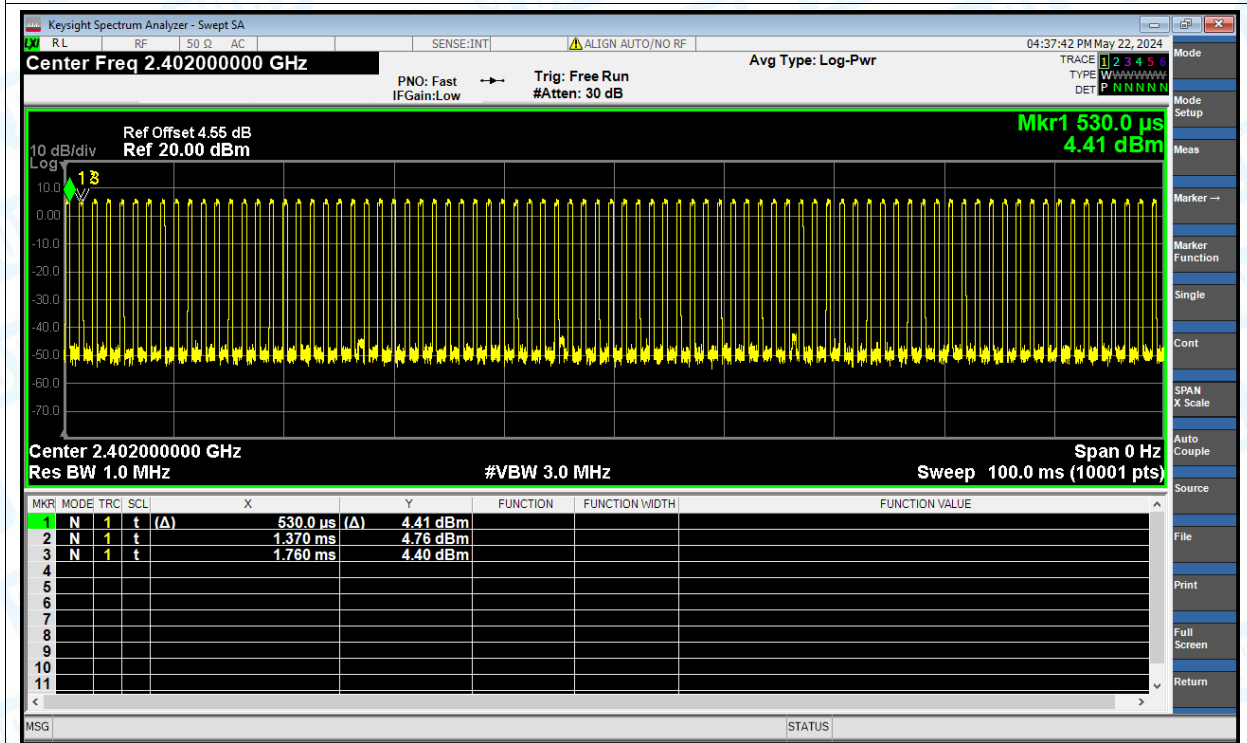 Keysight Spectrum Analyzer - Swept SA
LXI RL RF 50 Ω AC SENSE:INT ALIGN AUTO/NO RF 04:37:42 PM May 22, 2024
Center Freq 2.402000000 GHz
PNO: Fast
IFGain:Low
Trig: Free Run
#Atten: 30 dB
Avg Type: Log-Pwr
TRACE 1 2 3 4 5 6
TYPE WWWWWW
DET P N N N N N
Ref Offset 4.55 dB
10 dB/div Ref 20.00 dBm
Log
Mkr1 530.0 µs
4.41 dBm
1 3
10.0
0.00
-10.0
-20.0
-30.0
-40.0
-50.0
-60.0
-70.0
Center 2.402000000 GHz Span 0 Hz
Res BW 1.0 MHz #VBW 3.0 MHz Sweep 100.0 ms (10001 pts)
MKR MODE TRC SCL X Y FUNCTION FUNCTION WIDTH FUNCTION VALUE
1 N 1 t (Δ) 530.0 µs (Δ) 4.41 dBm
2 N 1 t 1.370 ms 4.76 dBm
3 N 1 t 1.760 ms 4.40 dBm
4
5
6
7
8
9
10
11
MSG STATUS
Mode
Mode
Setup
Meas
Marker →
Marker
Function
Single
Cont
SPAN
X Scale
Auto
Couple
Source
File
Print
Full
Screen
Return